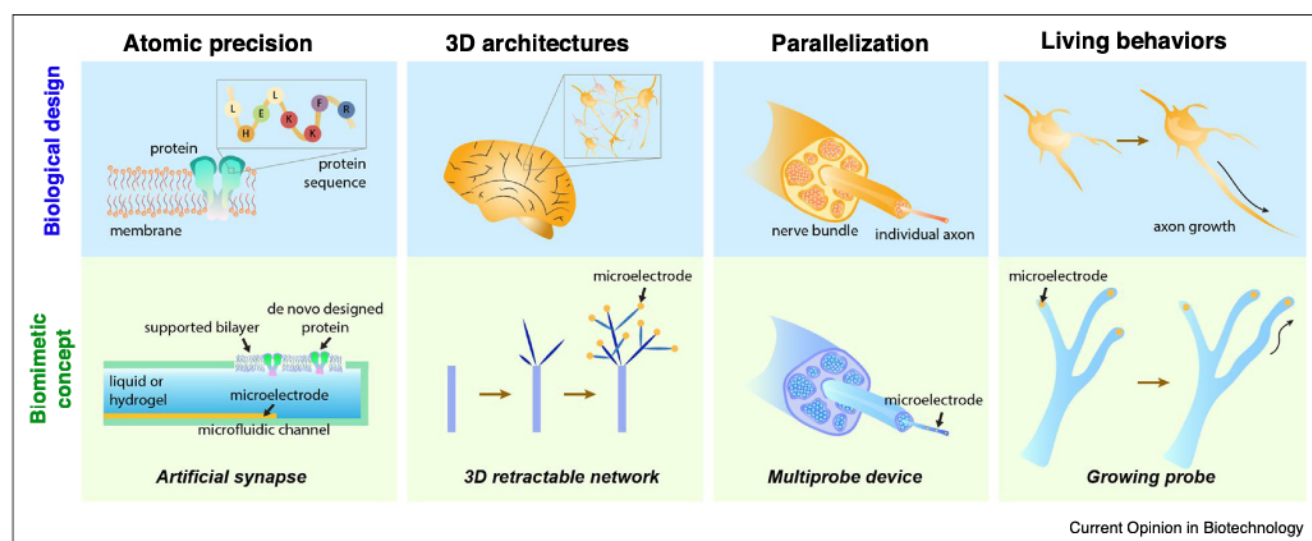 Atomic precision
3D architectures
Parallelization
Living behaviors
Biological design
L
H
E
L
K
K
F
R
protein
protein
sequence
membrane
nerve bundle
individual axon
axon growth
Biomimetic
concept
supported bilayer
de novo designed
protein
liquid or
hydrogel
microelectrode
microfluidic channel
Artificial synapse
microelectrode
3D retractable network
microelectrode
Multiprobe device
microelectrode
Growing probe
Current Opinion in Biotechnology